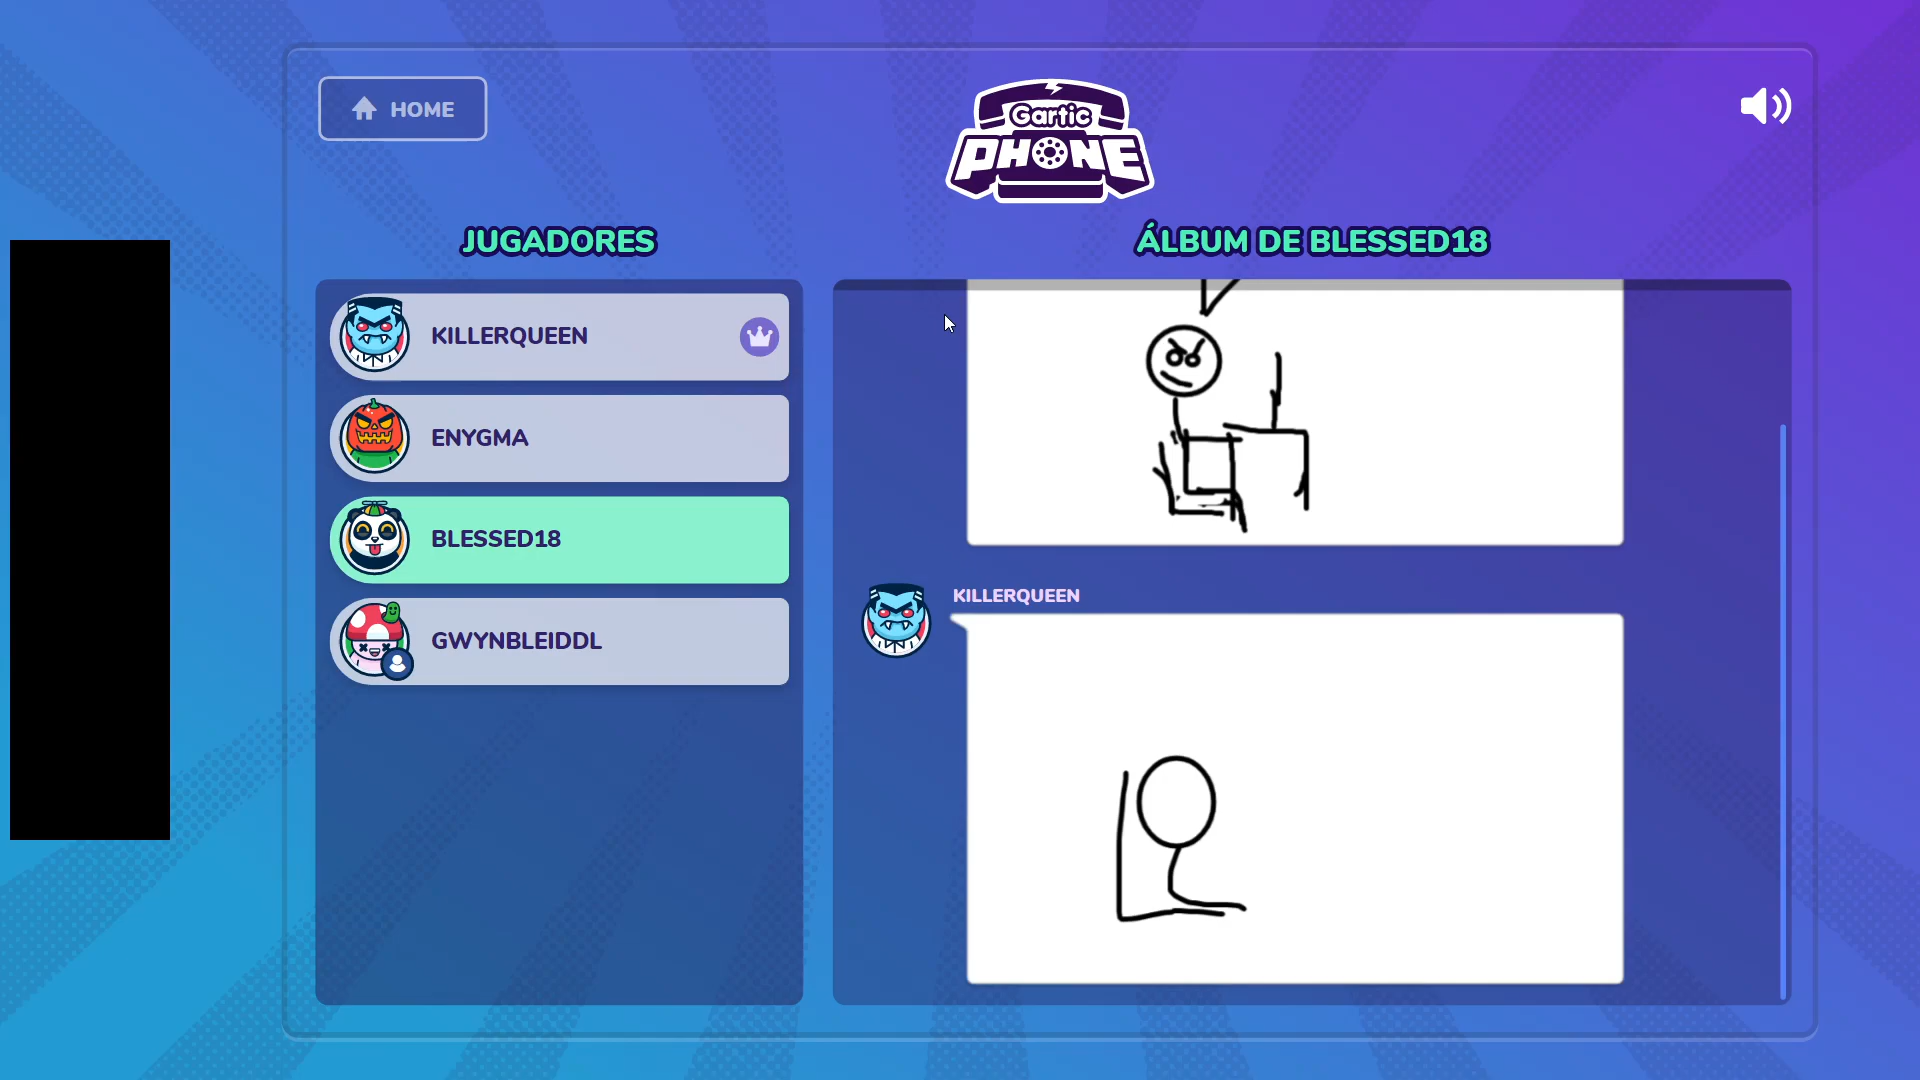 HOME
Gartic
PHONE
JUGADORES
ÁLBUM DE BLESSED18
KILLERQUEEN
ENYGMA
BLESSED18
GWYNBLEIDDL
KILLERQUEEN